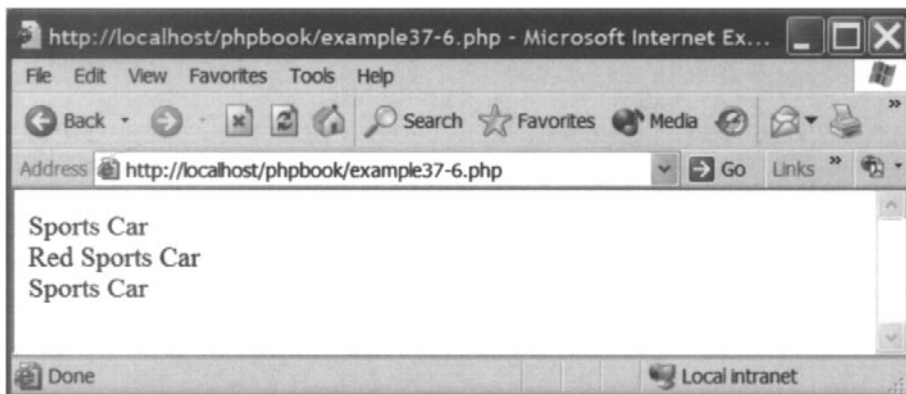 http://localhost/phpbook/example37-6.php - Microsoft Internet Ex...
File Edit View Favorites Tools Help
Back Search Favorites Media »
Address http://localhost/phpbook/example37-6.php Go Links »
Sports Car
Red Sports Car
Sports Car
Done Local intranet